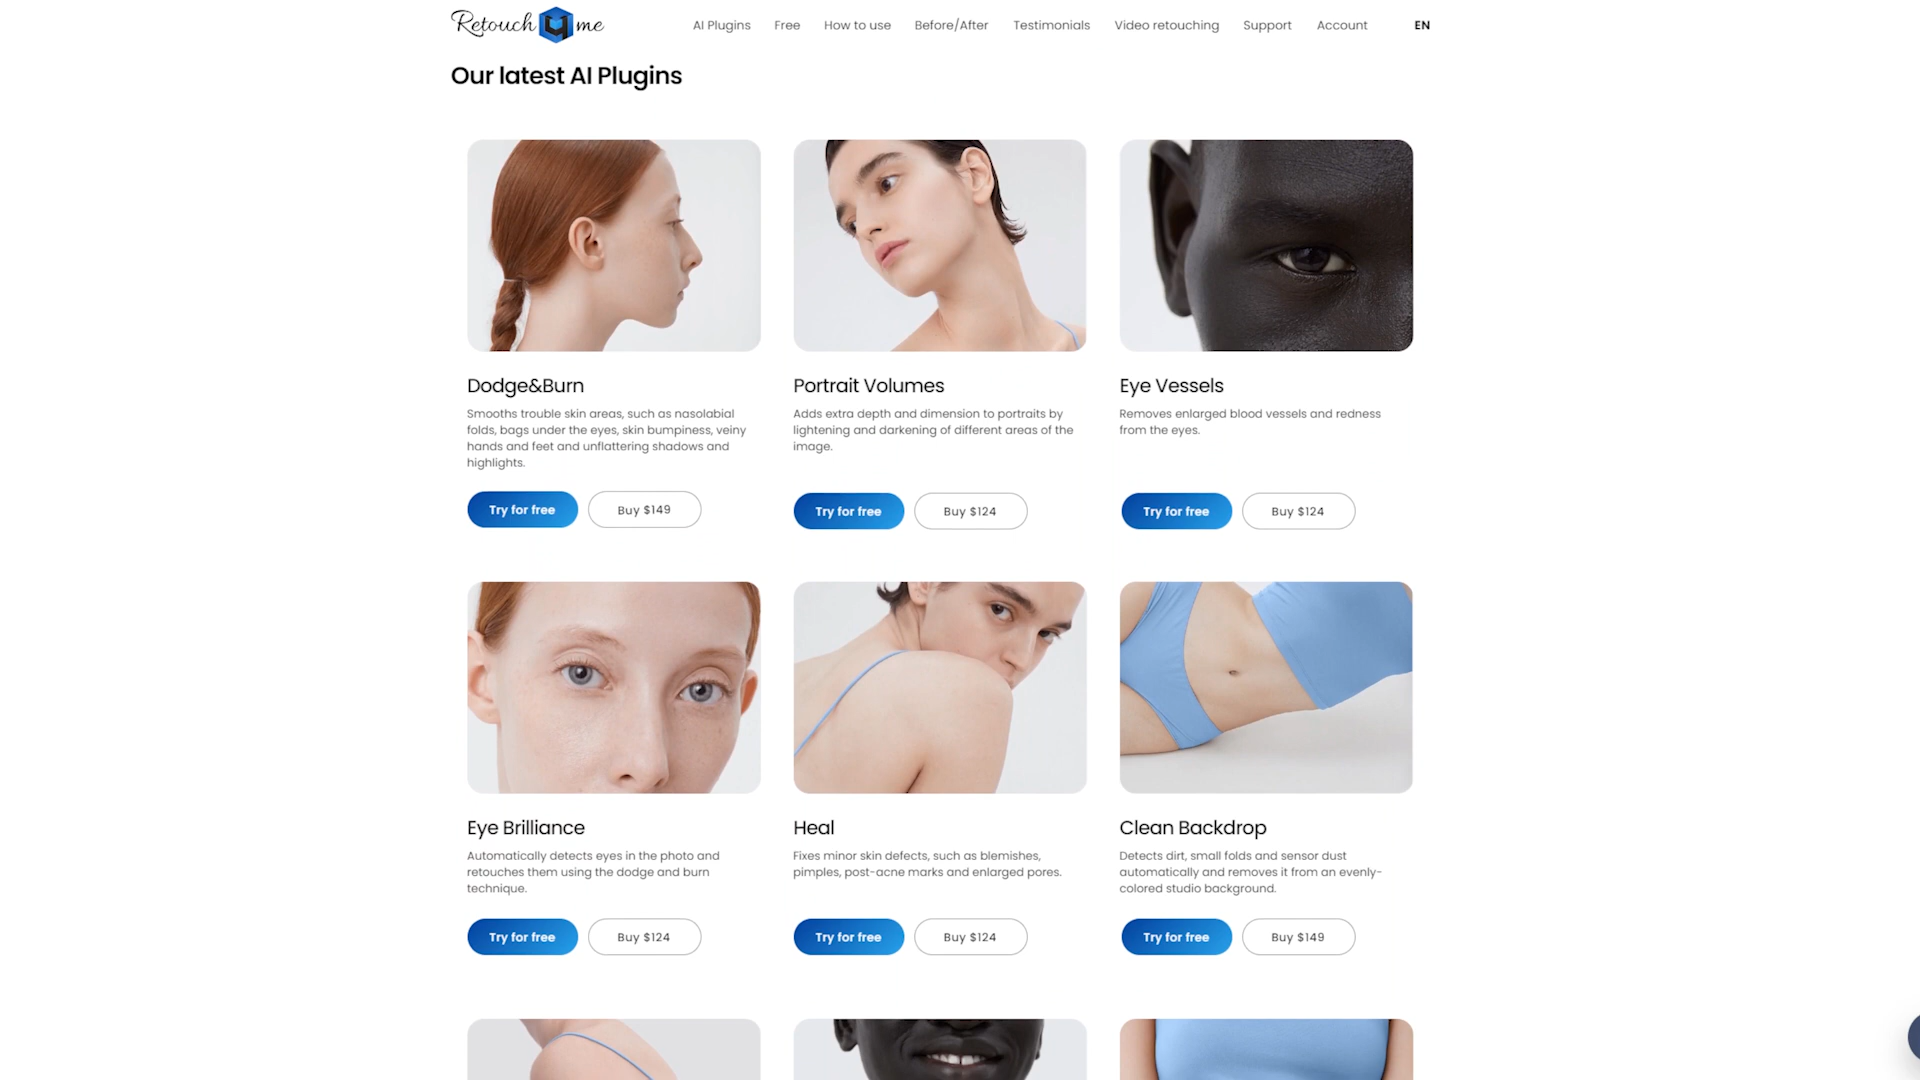 Retouch4me
AI Plugins Free How to use Before/After Testimonials Video retouching Support Account EN
Our latest AI Plugins
Dodge&Burn
Smooths trouble skin areas, such as nasolabial
folds, bags under the eyes, skin bumpiness, veiny
hands and feet and unflattering shadows and
highlights.
Try for free Buy $149
Portrait Volumes
Adds extra depth and dimension to portraits by
lightening and darkening of different areas of the
image.
Try for free Buy $124
Eye Vessels
Removes enlarged blood vessels and redness
from the eyes.
Try for free Buy $124
Eye Brilliance
Automatically detects eyes in the photo and
retouches them using the dodge and burn
technique.
Try for free Buy $124
Heal
Fixes minor skin defects, such as blemishes,
pimples, post-acne marks and enlarged pores.
Try for free Buy $124
Clean Backdrop
Detects dirt, small folds and sensor dust
automatically and removes it from an evenly-
colored studio background.
Try for free Buy $149